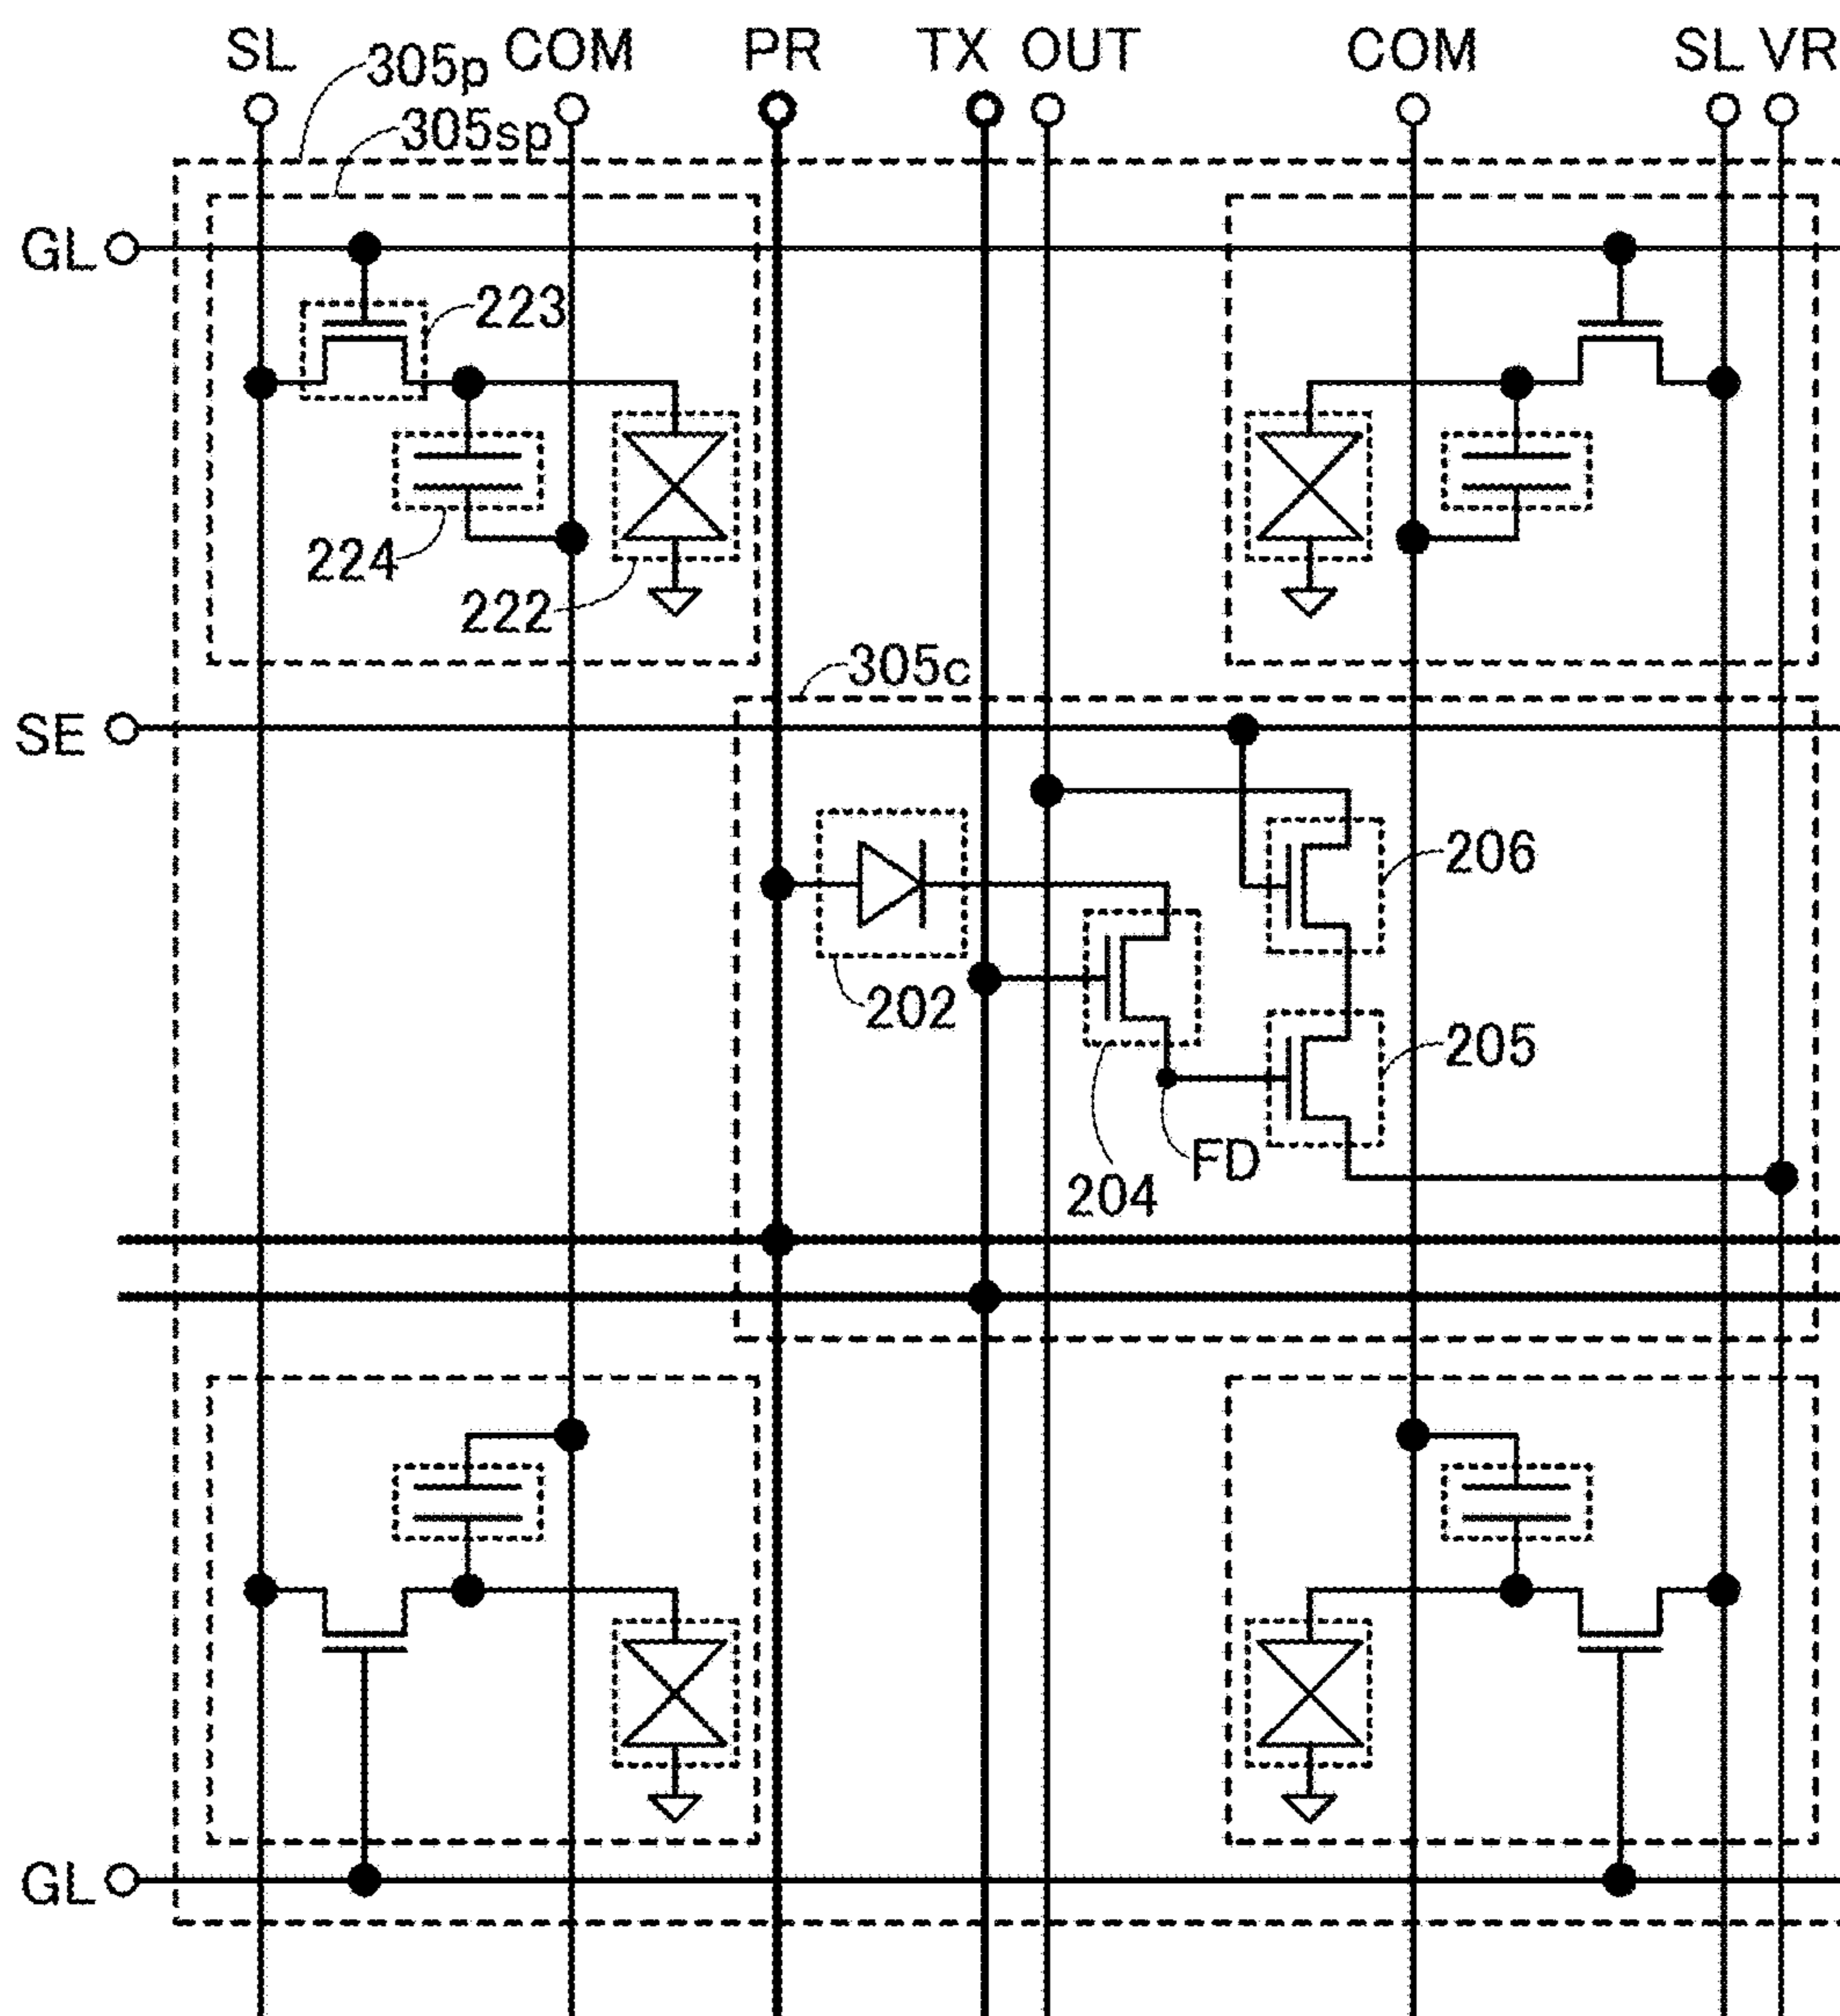 SL
COM
PR
TX
OUT
COM
SL
VR
305p
305sp
GL
223
224
222
305c
SE
206
202
205
FD
204
GL